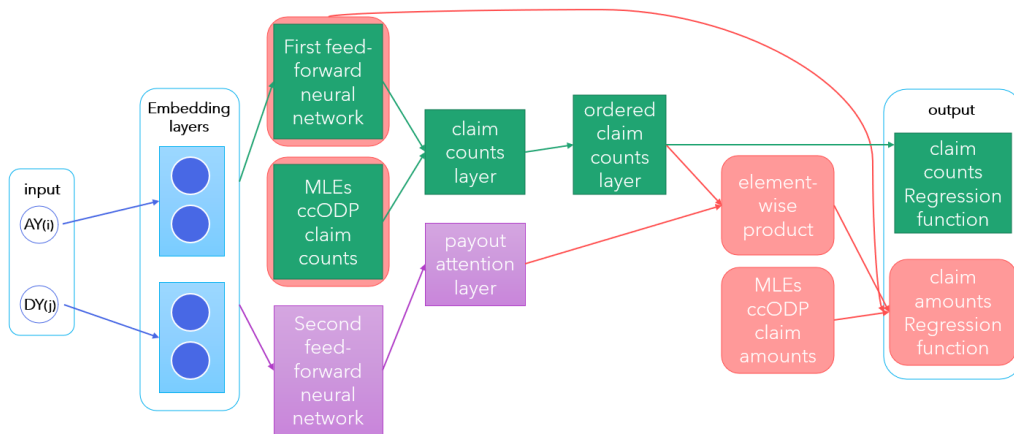 input
AY(i)
DY(j)
Embedding
layers
First feed-
forward
neural
network
MLEs
ccODP
claim
counts
Second
feed-
forward
neural
network
claim
counts
layer
payout
attention
layer
ordered
claim
counts
layer
element-
wise
product
MLEs
ccODP
claim
amounts
output
claim
counts
Regression
function
claim
amounts
Regression
function